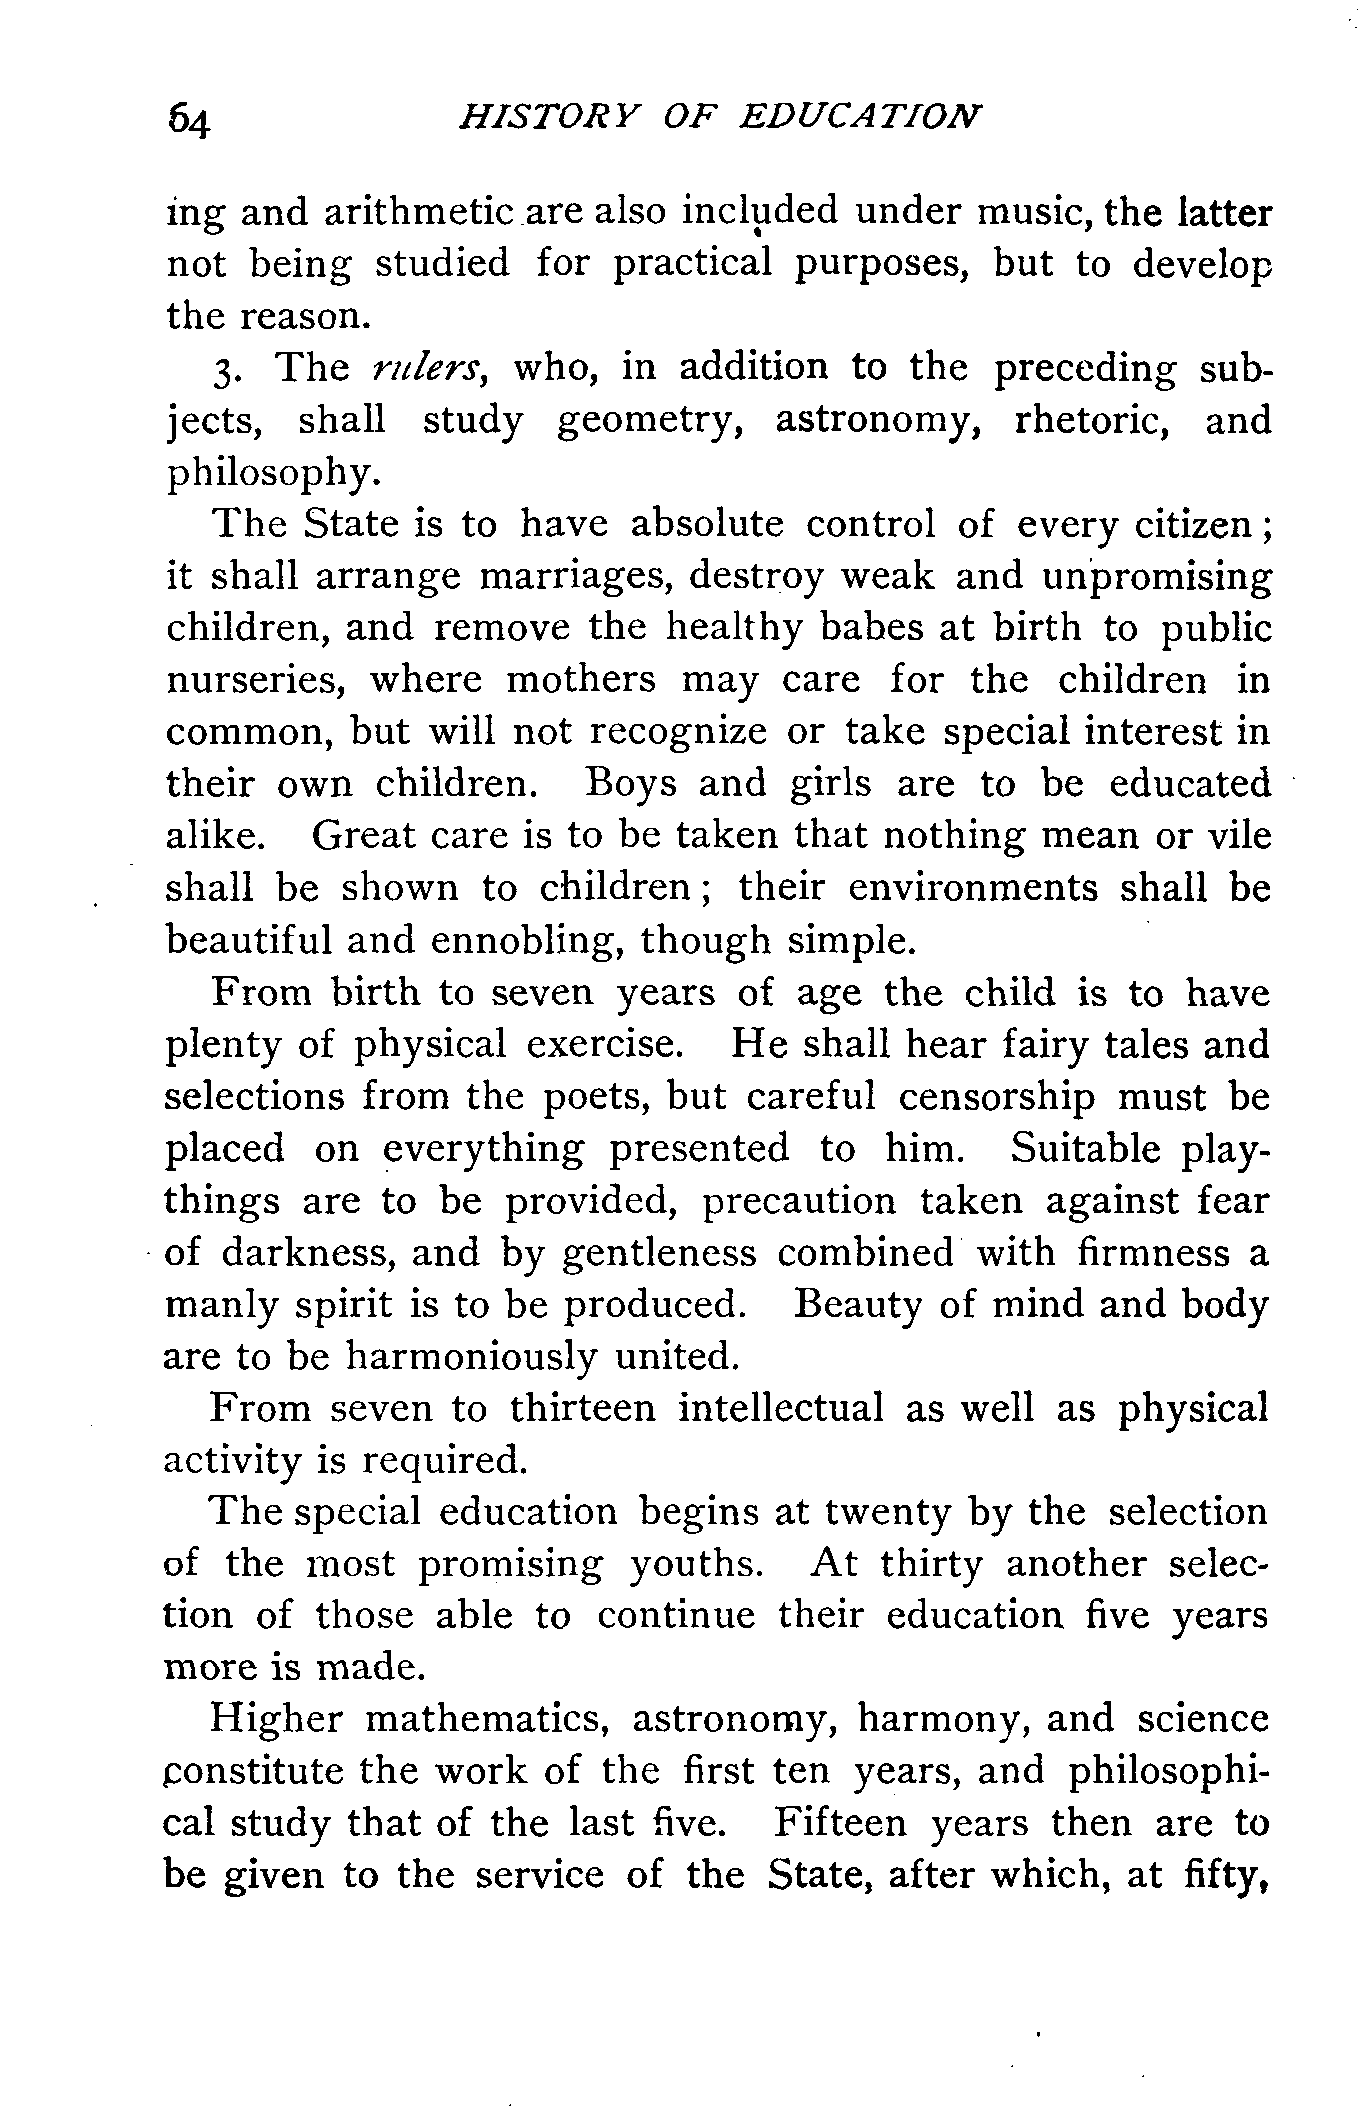 64 HISTORY OF EDUCATION
ing and arithmetic are also included under music, the latter
not being studied for practical purposes, but to develop
the reason.
3. The rulers, who, in addition to the preceding sub-
jects, shall study geometry, astronomy, rhetoric, and
philosophy.
The State is to have absolute control of every citizen ;
it shall arrange marriages, destroy weak and unpromising
children, and remove the healthy babes at birth to public
nurseries, where mothers may care for the children in
common, but will not recognize or take special interest in
their own children. Boys and girls are to be educated
alike. Great care is to be taken that nothing mean or vile
shall be shown to children ; their environments shall be
beautiful and ennobling, though simple.
From birth to seven years of age the child is to have
plenty of physical exercise. He shall hear fairy tales and
selections from the poets, but careful censorship must be
placed on everything presented to him. Suitable play-
things are to be provided, precaution taken against fear
of darkness, and by gentleness combined with firmness a
manly spirit is to be produced. Beauty of mind and body
are to be harmoniously united.
From seven to thirteen intellectual as well as physical
activity is required.
The special education begins at twenty by the selection
of the most promising youths. At thirty another selec-
tion of those able to continue their education five years
more is made.
Higher mathematics, astronomy, harmony, and science
constitute the work of the first ten years, and philosophi-
cal study that of the last five. Fifteen years then are to
be given to the service of the State, after which, at fifty,